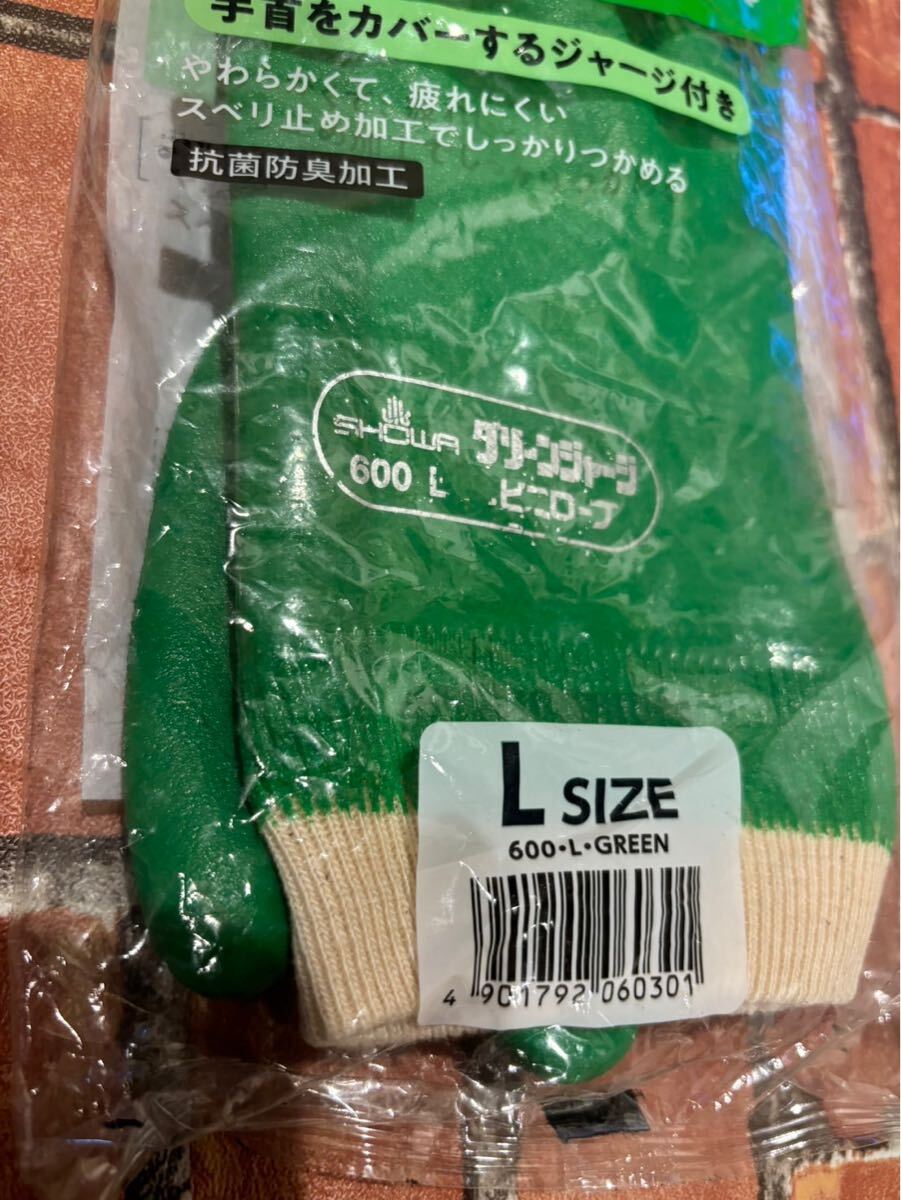 手首をカバーするジャージ付き
やわらかくて、疲れにくい
スベリ止め加工でしっかりつかめる
抗菌防臭加工
SHOWA グリーンジャージ
600 L ビニローブ
L SIZE
600・L・GREEN
4 901792 060301